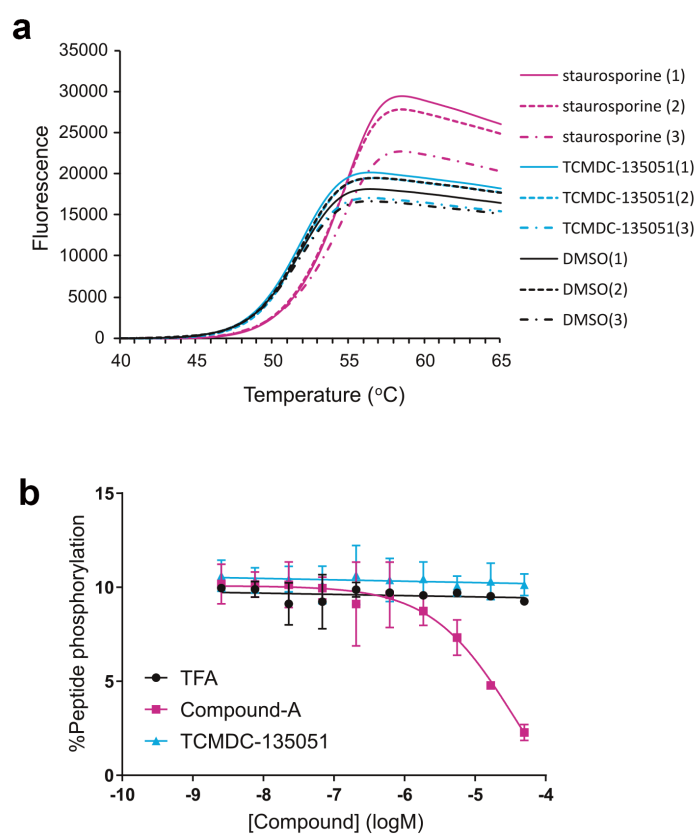 a
35000
30000
25000
20000
15000
10000
5000
0
Fluorescence
40 45 50 55 60 65
Temperature (°C)
staurosporine (1)
staurosporine (2)
staurosporine (3)
TCMDC-135051(1)
TCMDC-135051(2)
TCMDC-135051(3)
DMSO(1)
DMSO(2)
DMSO(3)
b
15
10
5
0
%Peptide phosphorylation
TFA
Compound-A
TCMDC-135051
-10 -9 -8 -7 -6 -5 -4
[Compound] (logM)